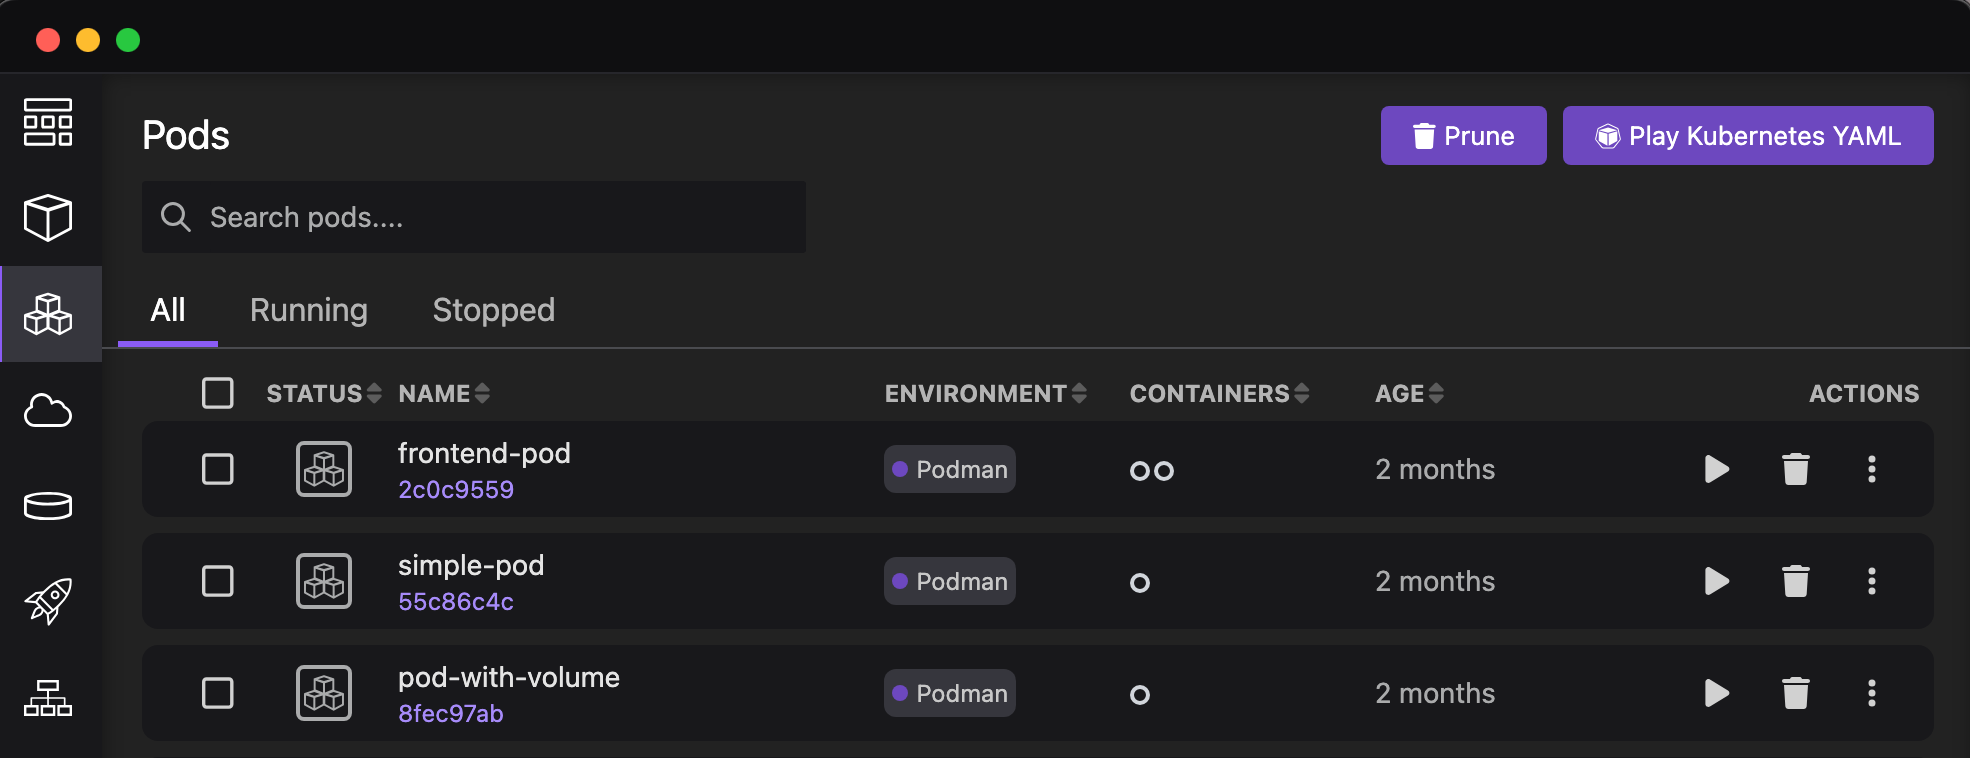 Pods
Prune
Play Kubernetes YAML
Search pods....
All Running Stopped
STATUS NAME ENVIRONMENT CONTAINERS AGE ACTIONS
frontend-pod
2c0c9559
Podman
2 months
simple-pod
55c86c4c
Podman
2 months
pod-with-volume
8fec97ab
Podman
2 months